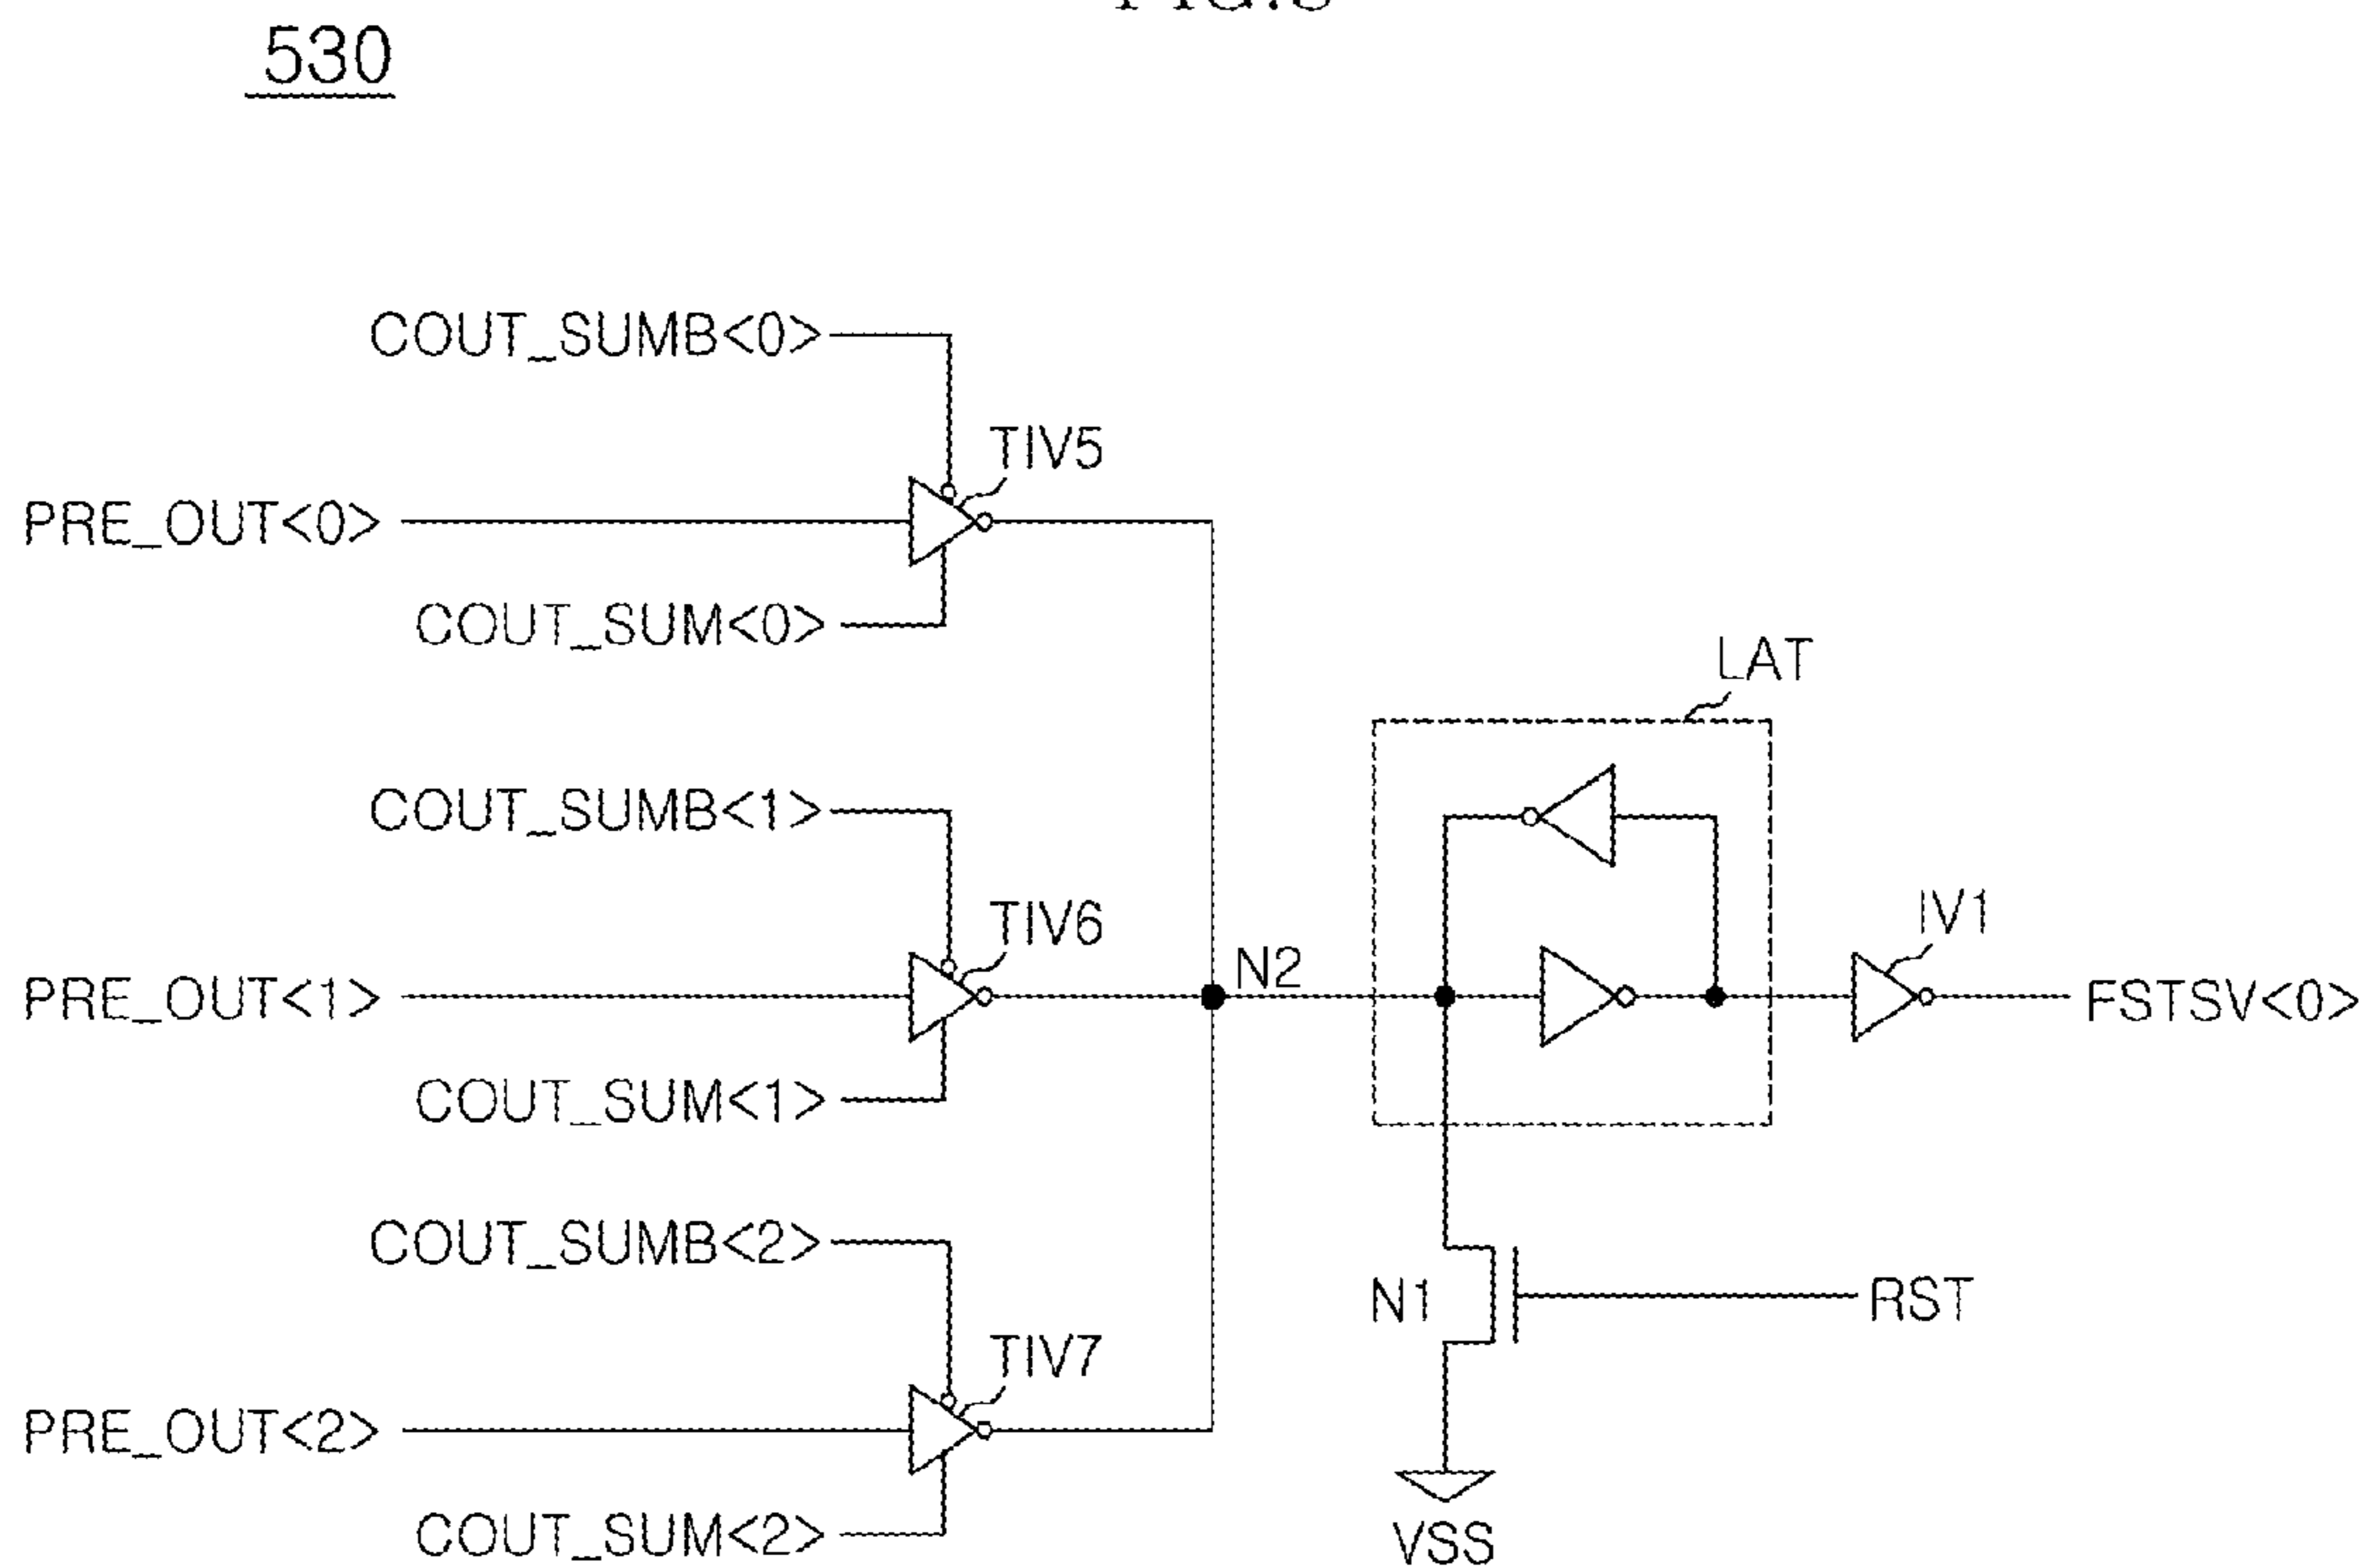 530
COUT_SUMB<0>
TIV5
PRE_OUT<0>
COUT_SUM<0>
LAT
COUT_SUMB<1>
TIV6
IV1
N2
PRE_OUT<1>
FSTSV<0>
COUT_SUM<1>
COUT_SUMB<2>
N1
RST
TIV7
PRE_OUT<2>
COUT_SUM<2>
VSS